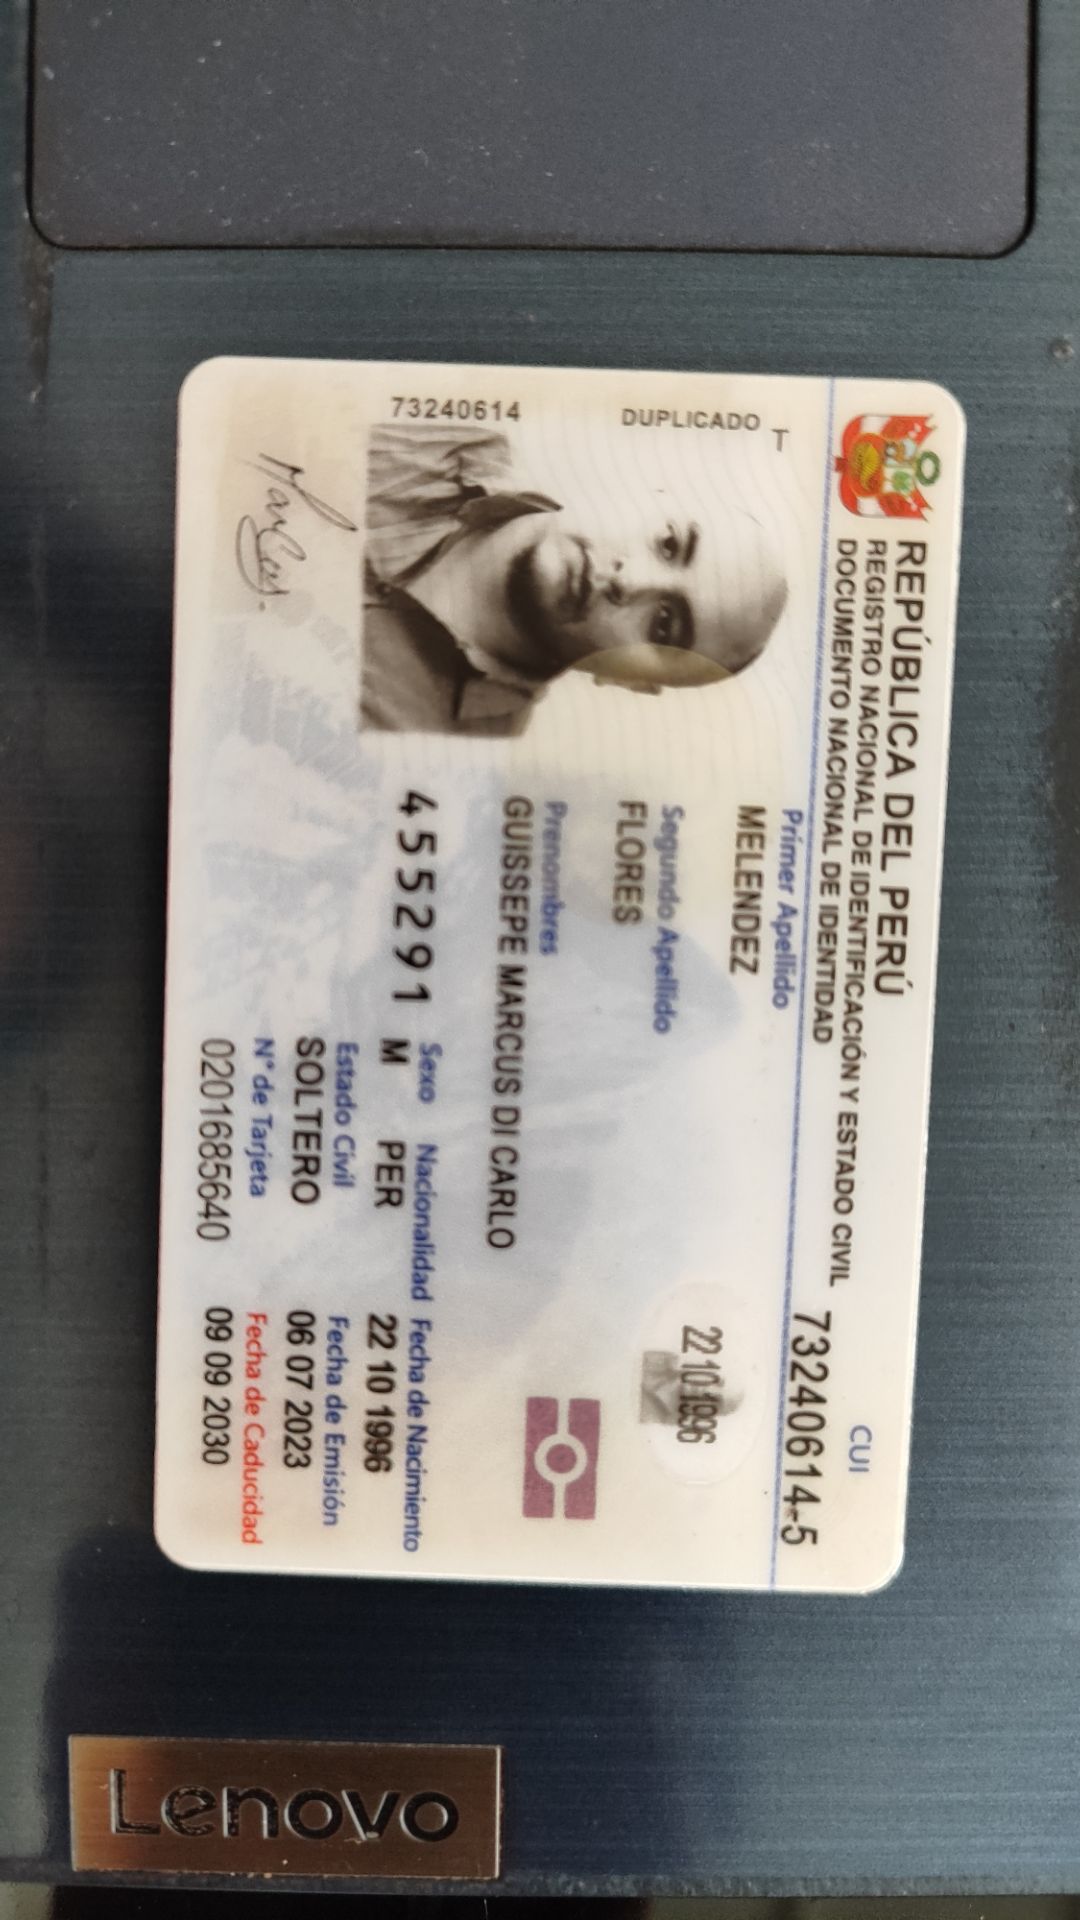 REPÚBLICA DEL PERÚ
REGISTRO NACIONAL DE IDENTIFICACIÓN Y ESTADO CIVIL
DOCUMENTO NACIONAL DE IDENTIDAD
CUI
73240614-5
DUPLICADO T
73240614
Primer Apellido
MELENDEZ
Segundo Apellido
FLORES
22 10 1996
Prenombres
GUISSEPE MARCUS DI CARLO
Sexo Nacionalidad Fecha de Nacimiento
4552291 M PER 22 10 1996
Estado Civil Fecha de Emisión
SOLTERO 06 07 2023
N° de Tarjeta Fecha de Caducidad
0201685640 09 09 2030
Lenovo